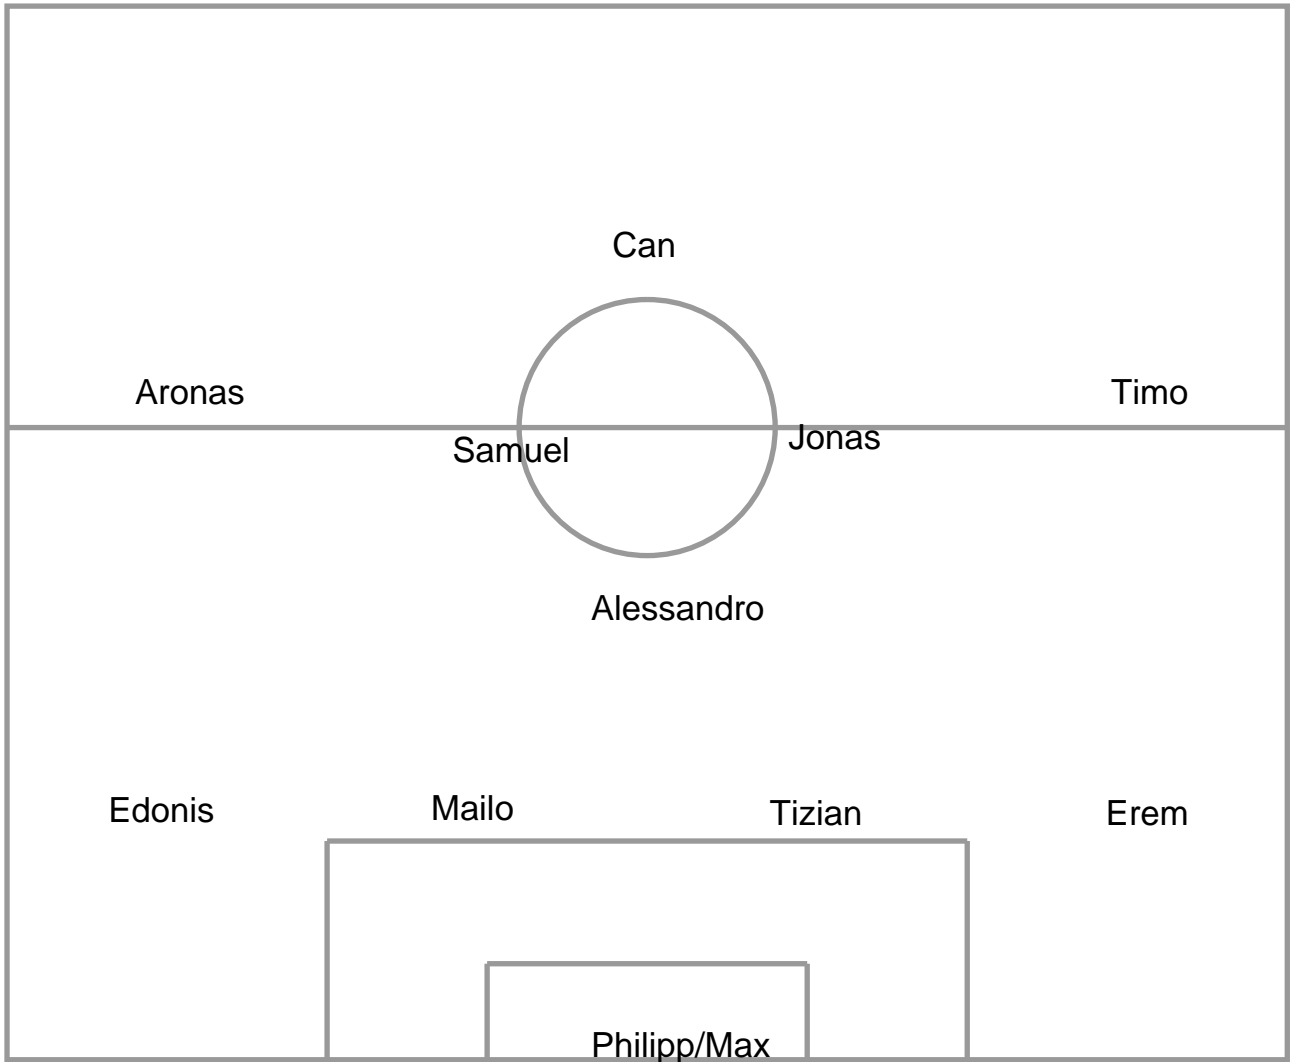 Can
Aronas
Timo
Samuel
Jonas
Alessandro
Edonis
Mailo
Tizian
Erem
Philipp/Max